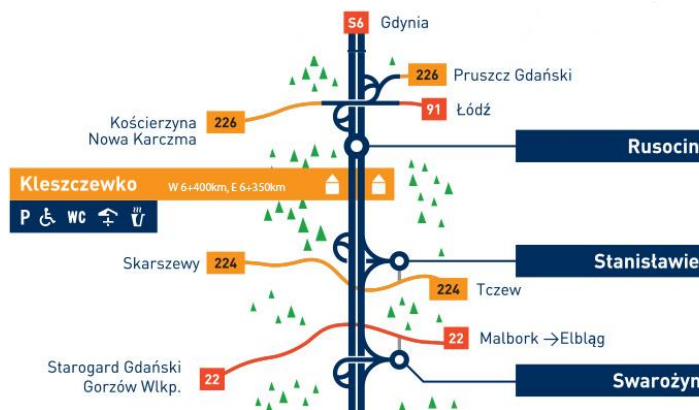 S6 Gdynia
226 Pruszcz Gdański
91 Łódź
Kościerzyna 226
Nowa Karczma
Rusocin
Kleszczewko W 6+400km, E 6+350km
P WC
Stanisławie
Skarszewy 224
224 Tczew
22 Malbork →Elbląg
Starogard Gdański
22
Gorzów Wlkp.
Swarożyn